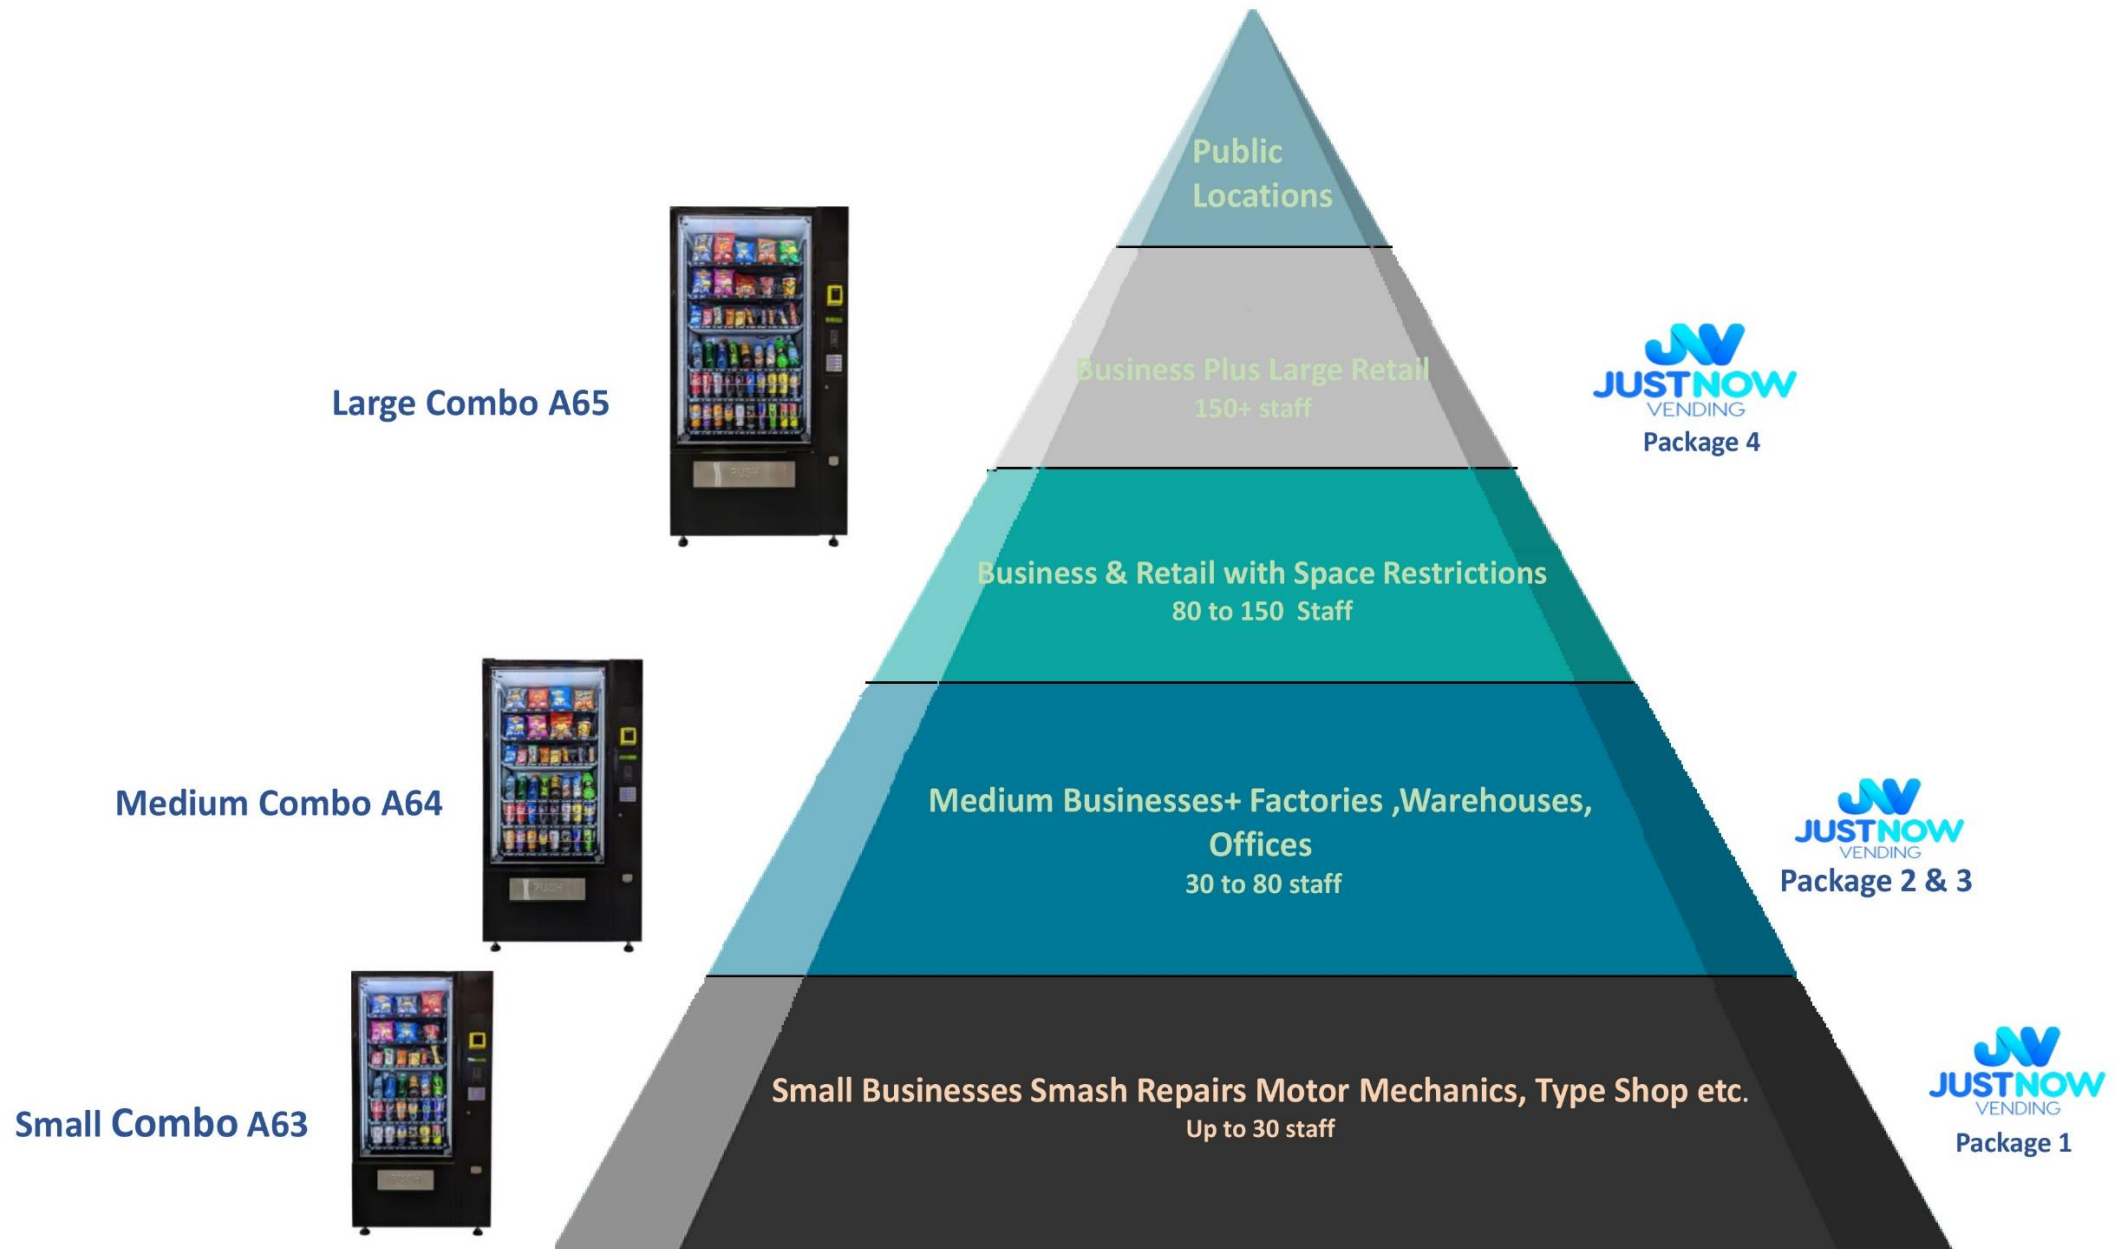 Public
Locations
Business Plus Large Retail
150+ staff
Large Combo A65
JUSTNOW
VENDING
Package 4
PUSH
Business & Retail with Space Restrictions
80 to 150 Staff
Medium Combo A64
Medium Businesses+ Factories ,Warehouses,
Offices
30 to 80 staff
JUSTNOW
VENDING
Package 2 & 3
PUSH
Small Combo A63
Small Businesses Smash Repairs Motor Mechanics, Type Shop etc.
Up to 30 staff
JUSTNOW
VENDING
Package 1